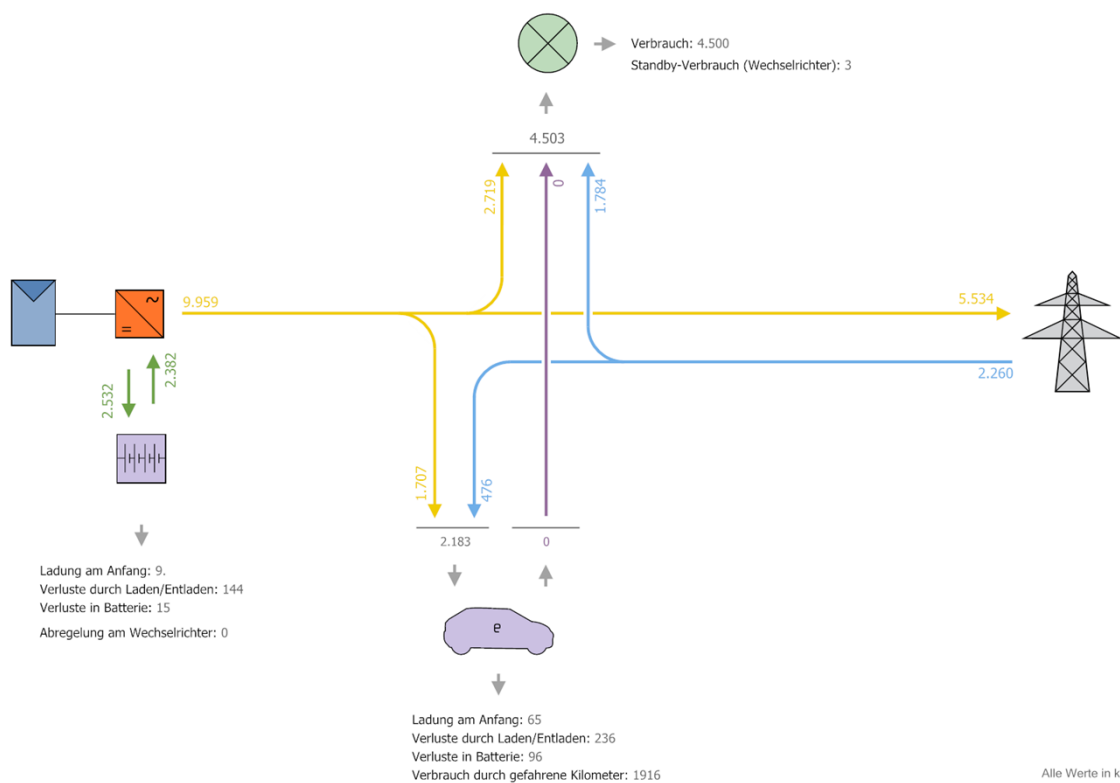 Verbrauch: 4.500
Standby-Verbrauch (Wechselrichter): 3
4.503
2.719
0
1.784
9.959
5.534
~
=
2.532
2.382
2.260
1.707
476
2.183
0
Ladung am Anfang: 9.
Verluste durch Laden/Entladen: 144
Verluste in Batterie: 15
Abregelung am Wechselrichter: 0
e
Ladung am Anfang: 65
Verluste durch Laden/Entladen: 236
Verluste in Batterie: 96
Verbrauch durch gefahrene Kilometer: 1916
Alle Werte in k